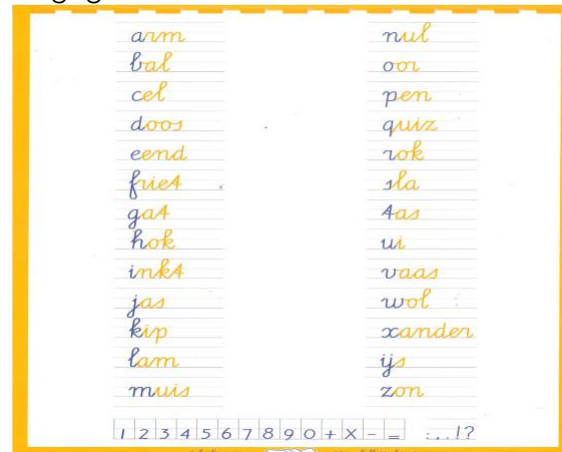 arm
bal
cel
doos
eend
friet
gat
hok
inkt
jas
kip
lam
muis
nul
oor
pen
quiz
rok
sla
tas
ui
vaas
wol
xander
ijs
zon
1 2 3 4 5 6 7 8 9 0 + X - = : . . ! ?